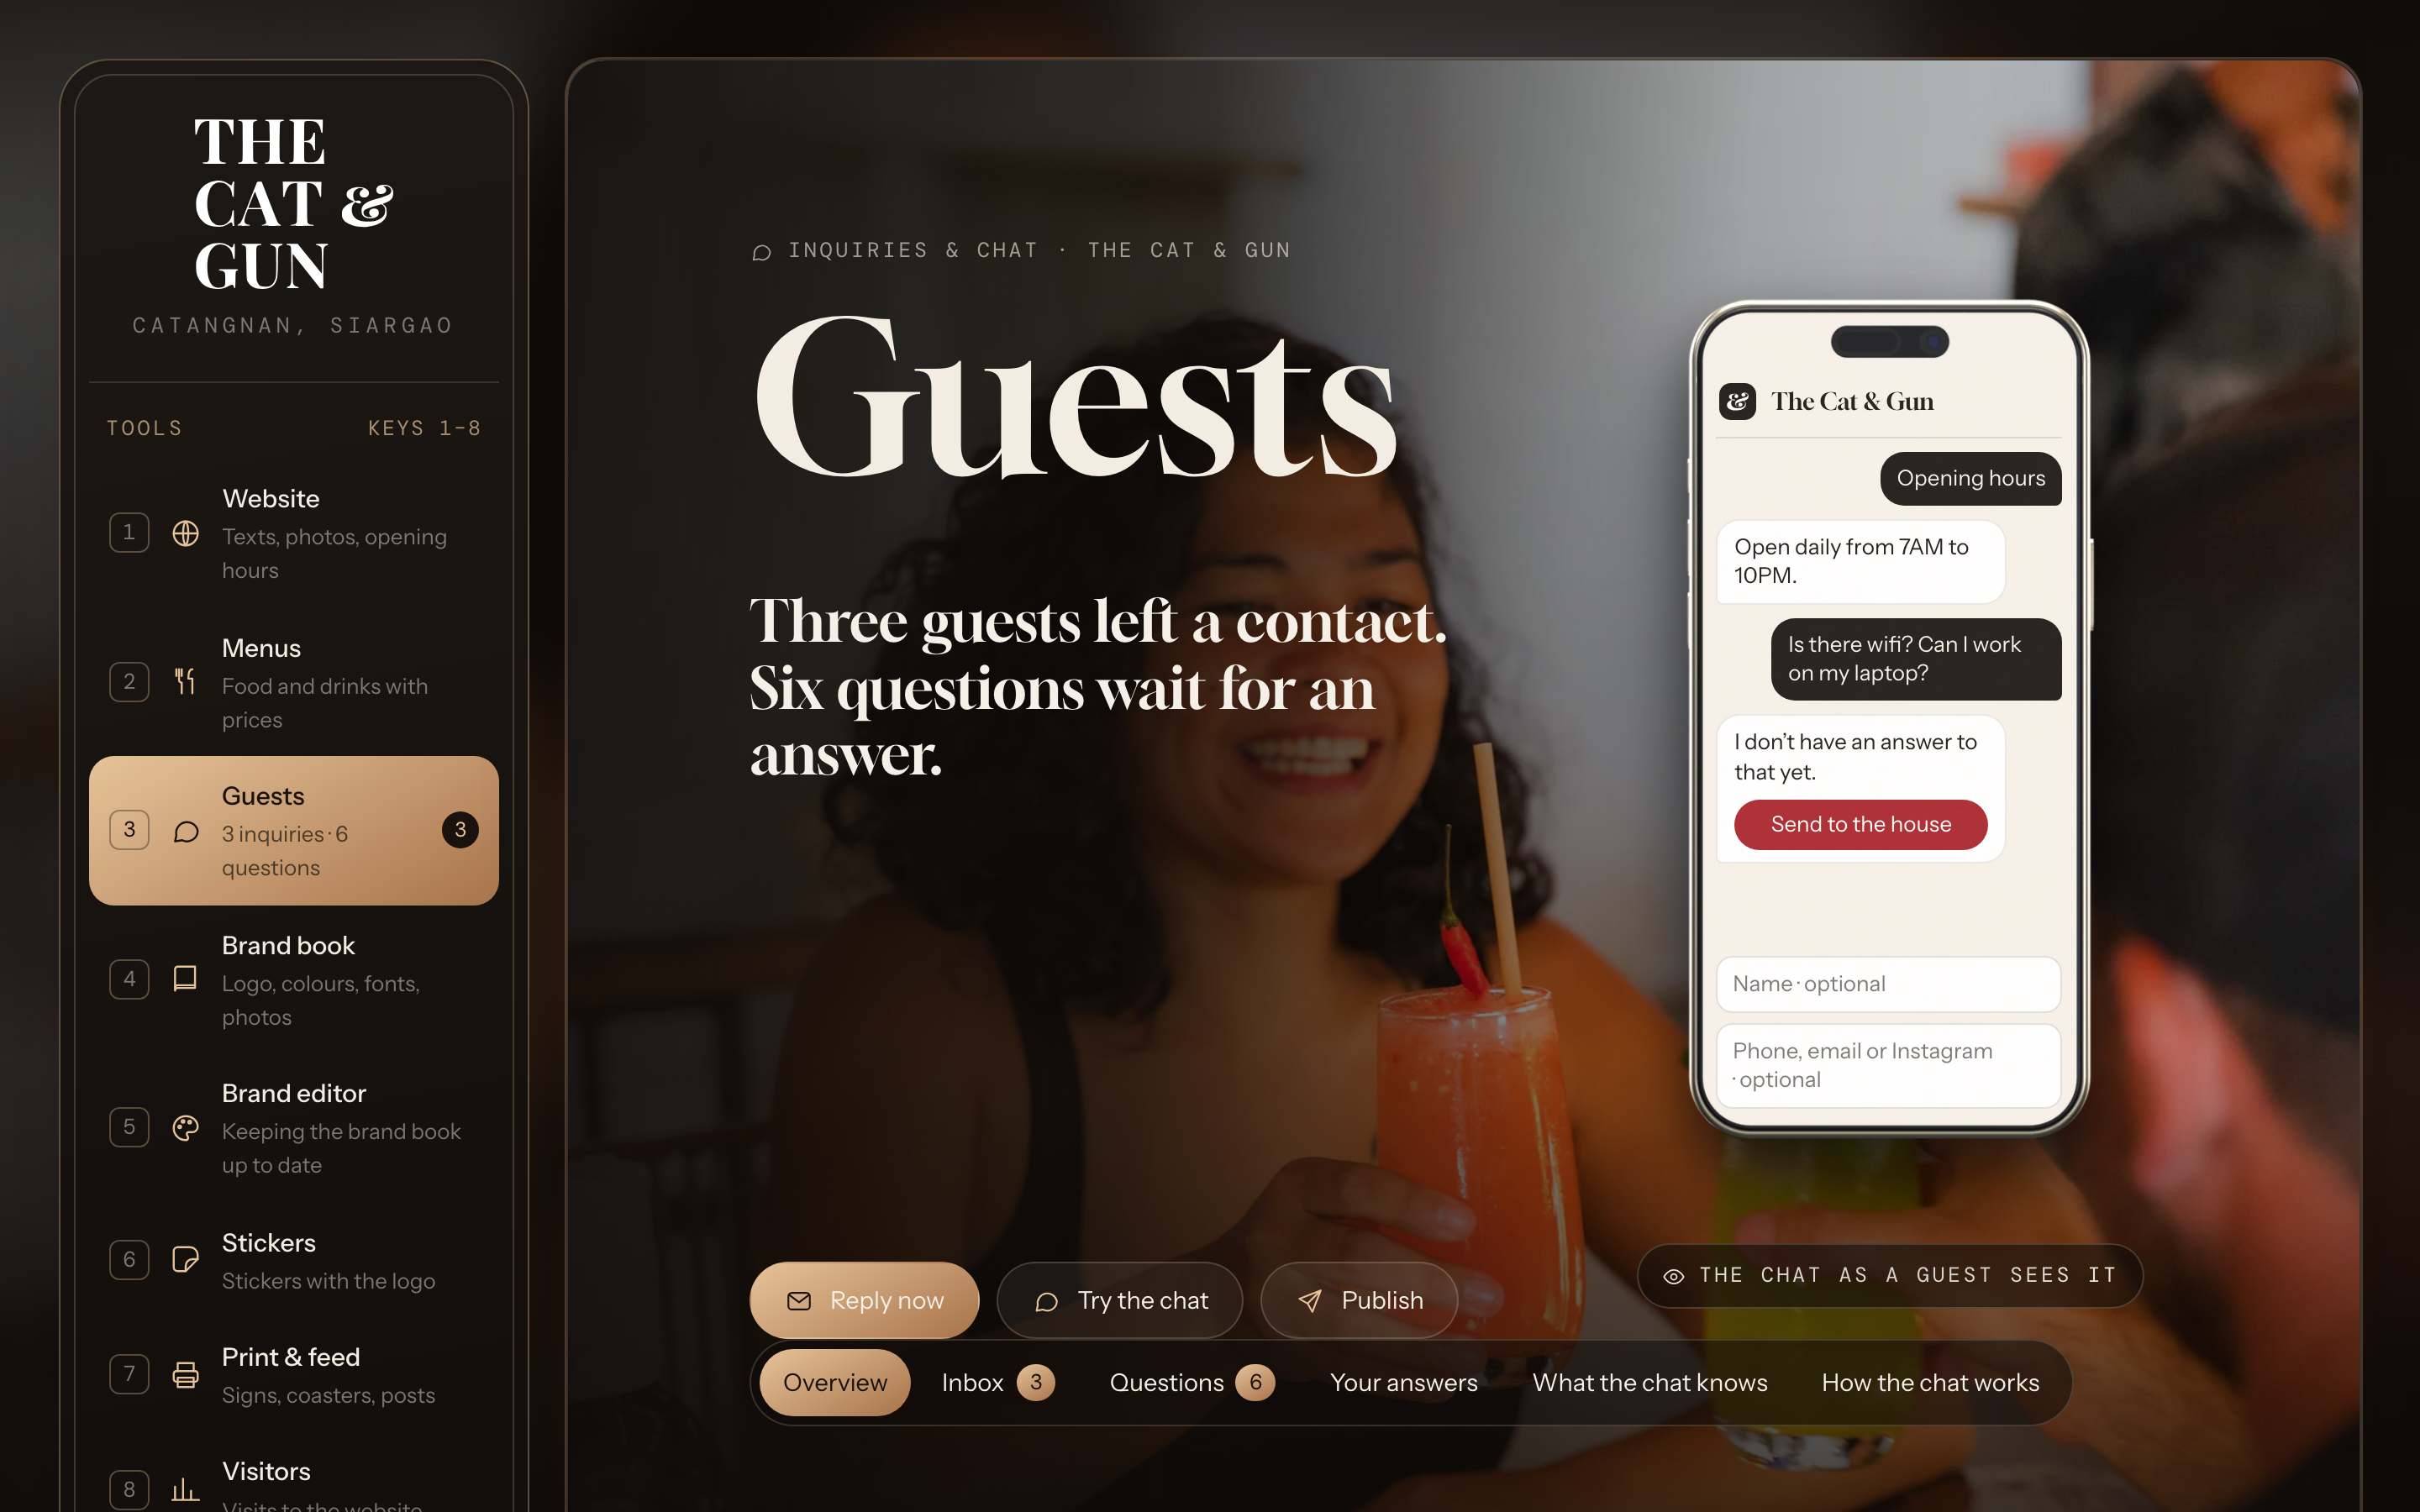 THE
CAT &
GUN
CATANGNAN, SIARGAO
TOOLS
KEYS 1–8
1
Website
Texts, photos, opening
hours
2
Menus
Food and drinks with
prices
3
Guests
3 inquiries · 6
questions
3
4
Brand book
Logo, colours, fonts,
photos
5
Brand editor
Keeping the brand book
up to date
6
Stickers
Stickers with the logo
7
Print & feed
Signs, coasters, posts
8
Visitors
Visits to the website
INQUIRIES & CHAT · THE CAT & GUN
Guests
Three guests left a contact.
Six questions wait for an
answer.
& The Cat & Gun
Opening hours
Open daily from 7AM to
10PM.
Is there wifi? Can I work
on my laptop?
I don’t have an answer to
that yet.
Send to the house
Name · optional
Phone, email or Instagram
· optional
THE CHAT AS A GUEST SEES IT
Reply now
Try the chat
Publish
Overview
Inbox 3
Questions 6
Your answers
What the chat knows
How the chat works